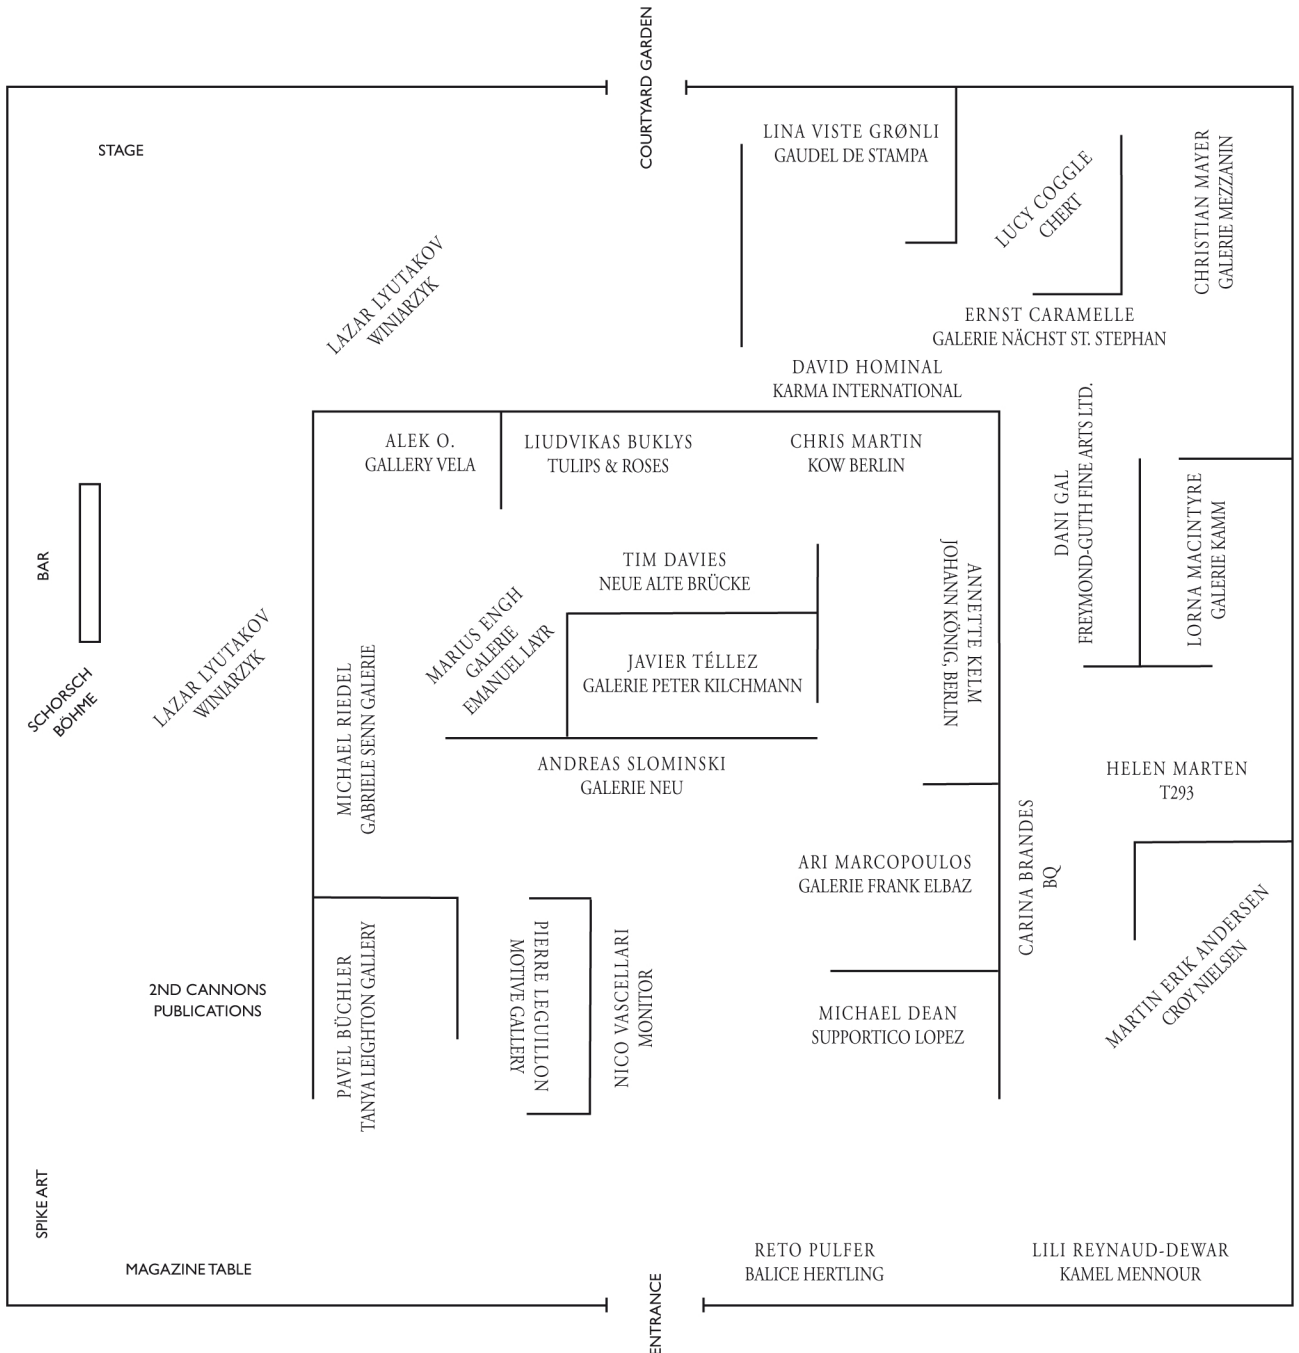 COURTYARD GARDEN
STAGE
LINA VISTE GRØNLI
GAUDEL DE STAMPA
LUCY COGGLE
CHERT
CHRISTIAN MAYER
GALERIE MEZZANIN
LAZAR LYUTAKOV
WINIARZYK
ERNST CARAMELLE
GALERIE NÄCHST ST. STEPHAN
DAVID HOMINAL
KARMA INTERNATIONAL
ALEK O.
GALLERY VELA
LIUDVIKAS BUKLYS
TULIPS & ROSES
CHRIS MARTIN
KOW BERLIN
DANI GAL
FREYMOND-GUTH FINE ARTS LTD.
LORNA MACINTYRE
GALERIE KAMM
BAR
TIM DAVIES
NEUE ALTE BRÜCKE
MARIUS ENGH
GALERIE
EMANUEL LAYR
JAVIER TÉLLEZ
GALERIE PETER KILCHMANN
ANNETTE KELM
JOHANN KÖNIG, BERLIN
SCHORSCH
BÖHME
LAZAR LYUTAKOV
WINIARZYK
MICHAEL RIEDEL
GABRIELE SENN GALERIE
ANDREAS SLOMINSKI
GALERIE NEU
HELEN MARTEN
T293
ARI MARCOPOULOS
GALERIE FRANK ELBAZ
CARINA BRANDES
BQ
MARTIN ERIK ANDERSEN
CROY NIELSEN
2ND CANNONS
PUBLICATIONS
PAVEL BÜCHLER
TANYA LEIGHTON GALLERY
PIERRE LEGUILLON
MOTIVE GALLERY
NICO VASCELLARI
MONITOR
MICHAEL DEAN
SUPPORTICO LOPEZ
SPIKE ART
MAGAZINE TABLE
RETO PULFER
BALICE HERTLING
LILI REYNAUD-DEWAR
KAMEL MENNOUR
ENTRANCE